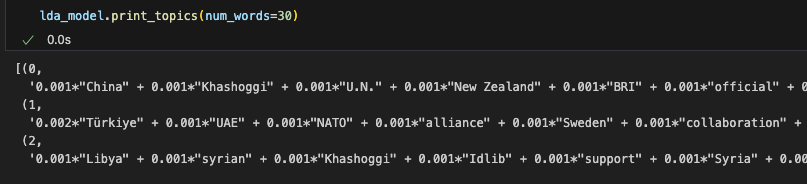 lda_model.print_topics(num_words=30)
✓ 0.0s
[(0,
'0.001*"China" + 0.001*"Khashoggi" + 0.001*"U.N." + 0.001*"New Zealand" + 0.001*"BRI" + 0.001*"official" + 0
(1,
'0.002*"Türkiye" + 0.001*"UAE" + 0.001*"NATO" + 0.001*"alliance" + 0.001*"Sweden" + 0.001*"collaboration" +
(2,
'0.001*"Libya" + 0.001*"syrian" + 0.001*"Khashoggi" + 0.001*"Idlib" + 0.001*"support" + 0.001*"Syria" + 0.00